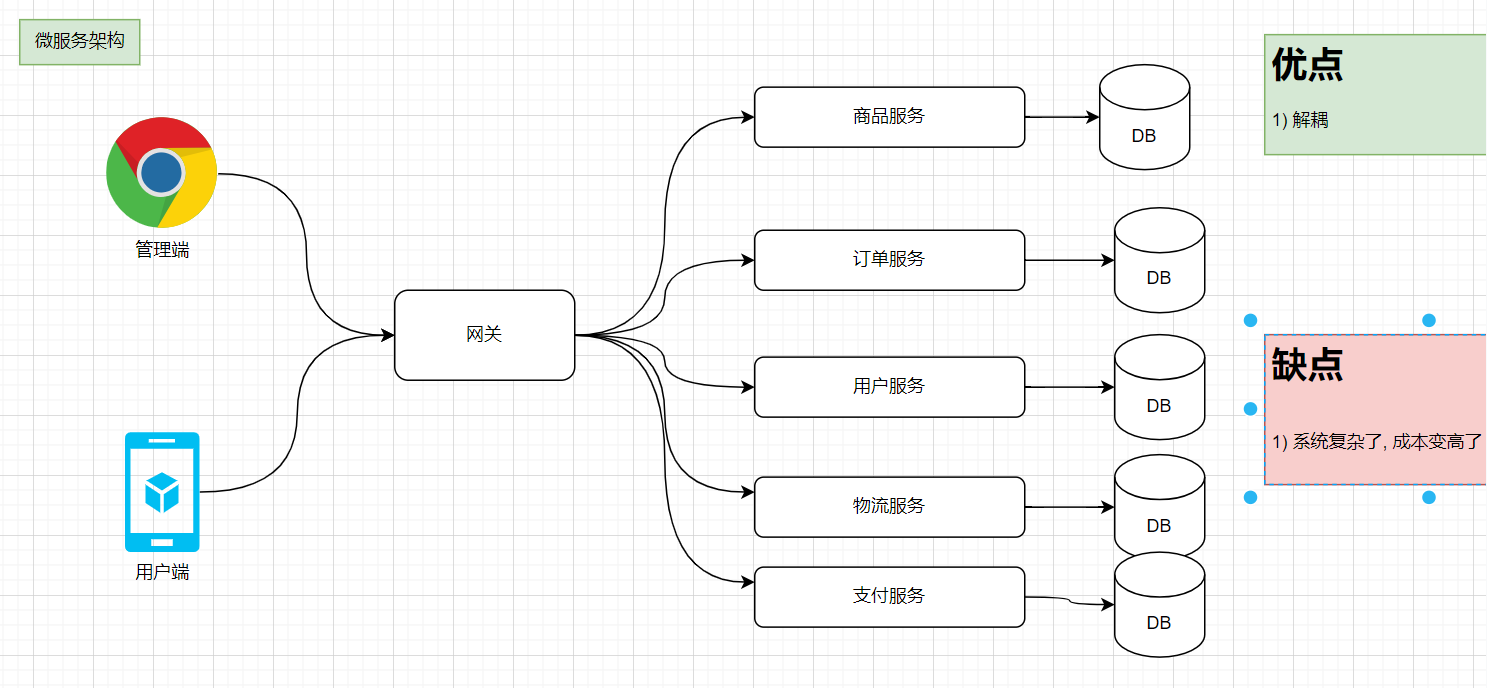 微服务架构
优点
1) 解耦
商品服务
DB
管理端
订单服务
DB
网关
用户服务
DB
缺点
1) 系统复杂了, 成本变高了
物流服务
DB
用户端
支付服务
DB